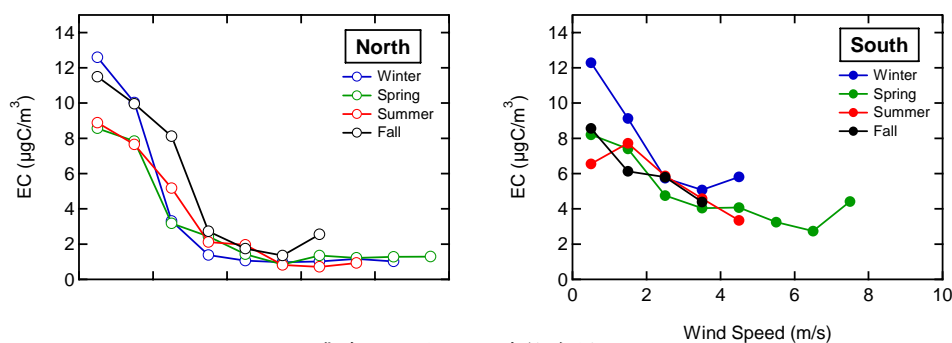 14
12
10
8
6
4
2
0
EC (µgC/m³)
North
Winter
Spring
Summer
Fall
14
12
10
8
6
4
2
0
EC (µgC/m³)
South
Winter
Spring
Summer
Fall
0 2 4 6 8 10
Wind Speed (m/s)